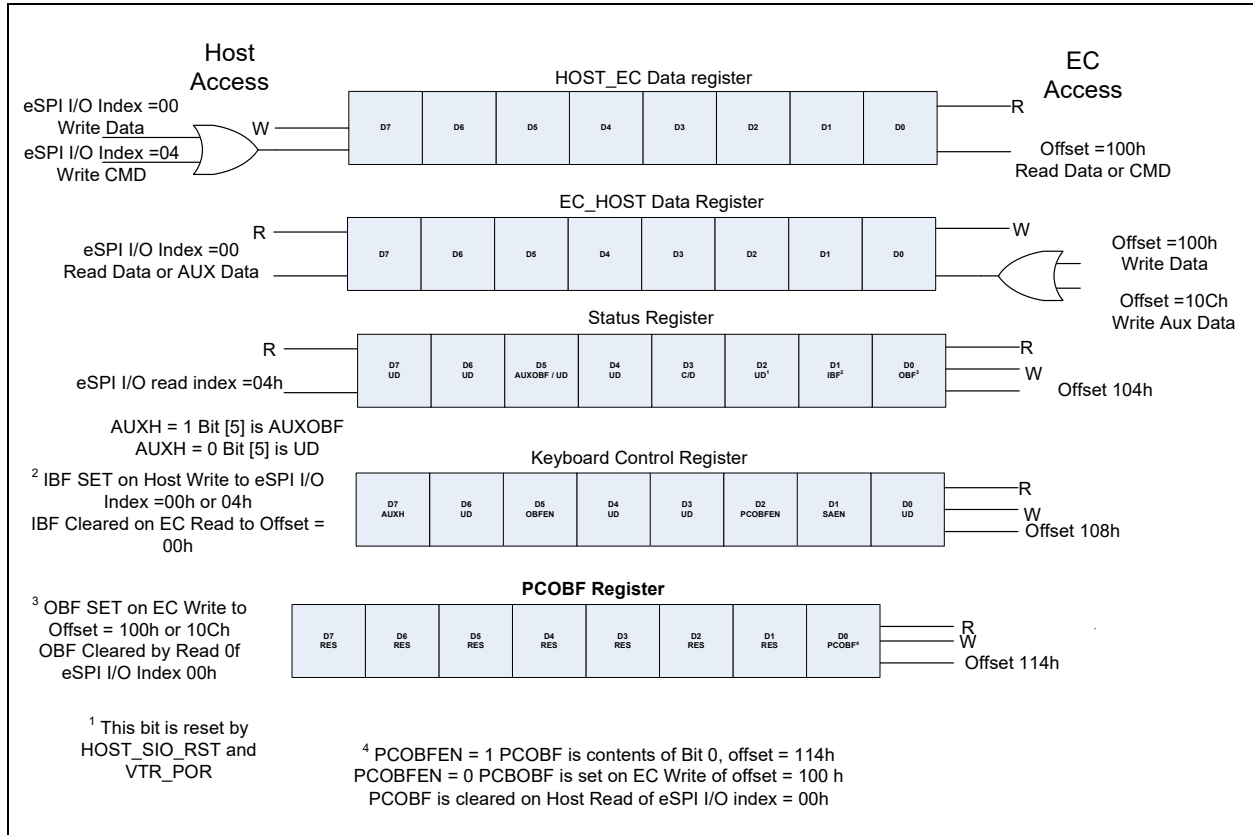 Host
Access
EC
Access
HOST_EC Data register
eSPI I/O Index =00
Write Data
eSPI I/O Index =04
Write CMD
W
D7 D6 D5 D4 D3 D2 D1 D0
R
Offset =100h
Read Data or CMD
EC_HOST Data Register
R
eSPI I/O Index =00
Read Data or AUX Data
D7 D6 D5 D4 D3 D2 D1 D0
W
Offset =100h
Write Data
Offset =10Ch
Write Aux Data
Status Register
R
eSPI I/O read index =04h
D7 D6 D5 D4 D3 D2 D1 D0
UD UD AUXOBF / UD UD C/D UD1 IBF2 OBF3
R
W
Offset 104h
AUXH = 1 Bit [5] is AUXOBF
AUXH = 0 Bit [5] is UD
Keyboard Control Register
2 IBF SET on Host Write to eSPI I/O
Index =00h or 04h
IBF Cleared on EC Read to Offset =
00h
D7 D6 D5 D4 D3 D2 D1 D0
AUXH UD OBFEN UD UD PCOBFEN SAEN UD
R
W
Offset 108h
PCOBF Register
3 OBF SET on EC Write to
Offset = 100h or 10Ch
OBF Cleared by Read 0f
eSPI I/O Index 00h
D7 D6 D5 D4 D3 D2 D1 D0
RES RES RES RES RES RES RES PCOBF4
R
W
Offset 114h
1 This bit is reset by
HOST_SIO_RST and
VTR_POR
4 PCOBFEN = 1 PCOBF is contents of Bit 0, offset = 114h
PCOBFEN = 0 PCBOBF is set on EC Write of offset = 100 h
PCOBF is cleared on Host Read of eSPI I/O index = 00h